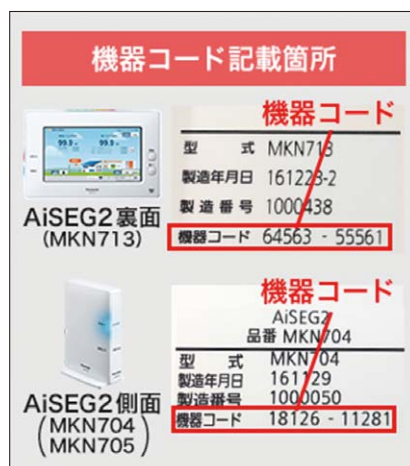 機器コード記載箇所
機器コード
型 式 MKN713
製造年月日 161223-2
製造番号 1000438
機器コード 64563 - 55561
AiSEG2裏面
(MKN713)
機器コード
AiSEG2
品番 MKN704
型 式 MKN704
製造年月日 161129
製造番号 1000050
機器コード 18126 - 11281
AiSEG2側面
(MKN704
MKN705)